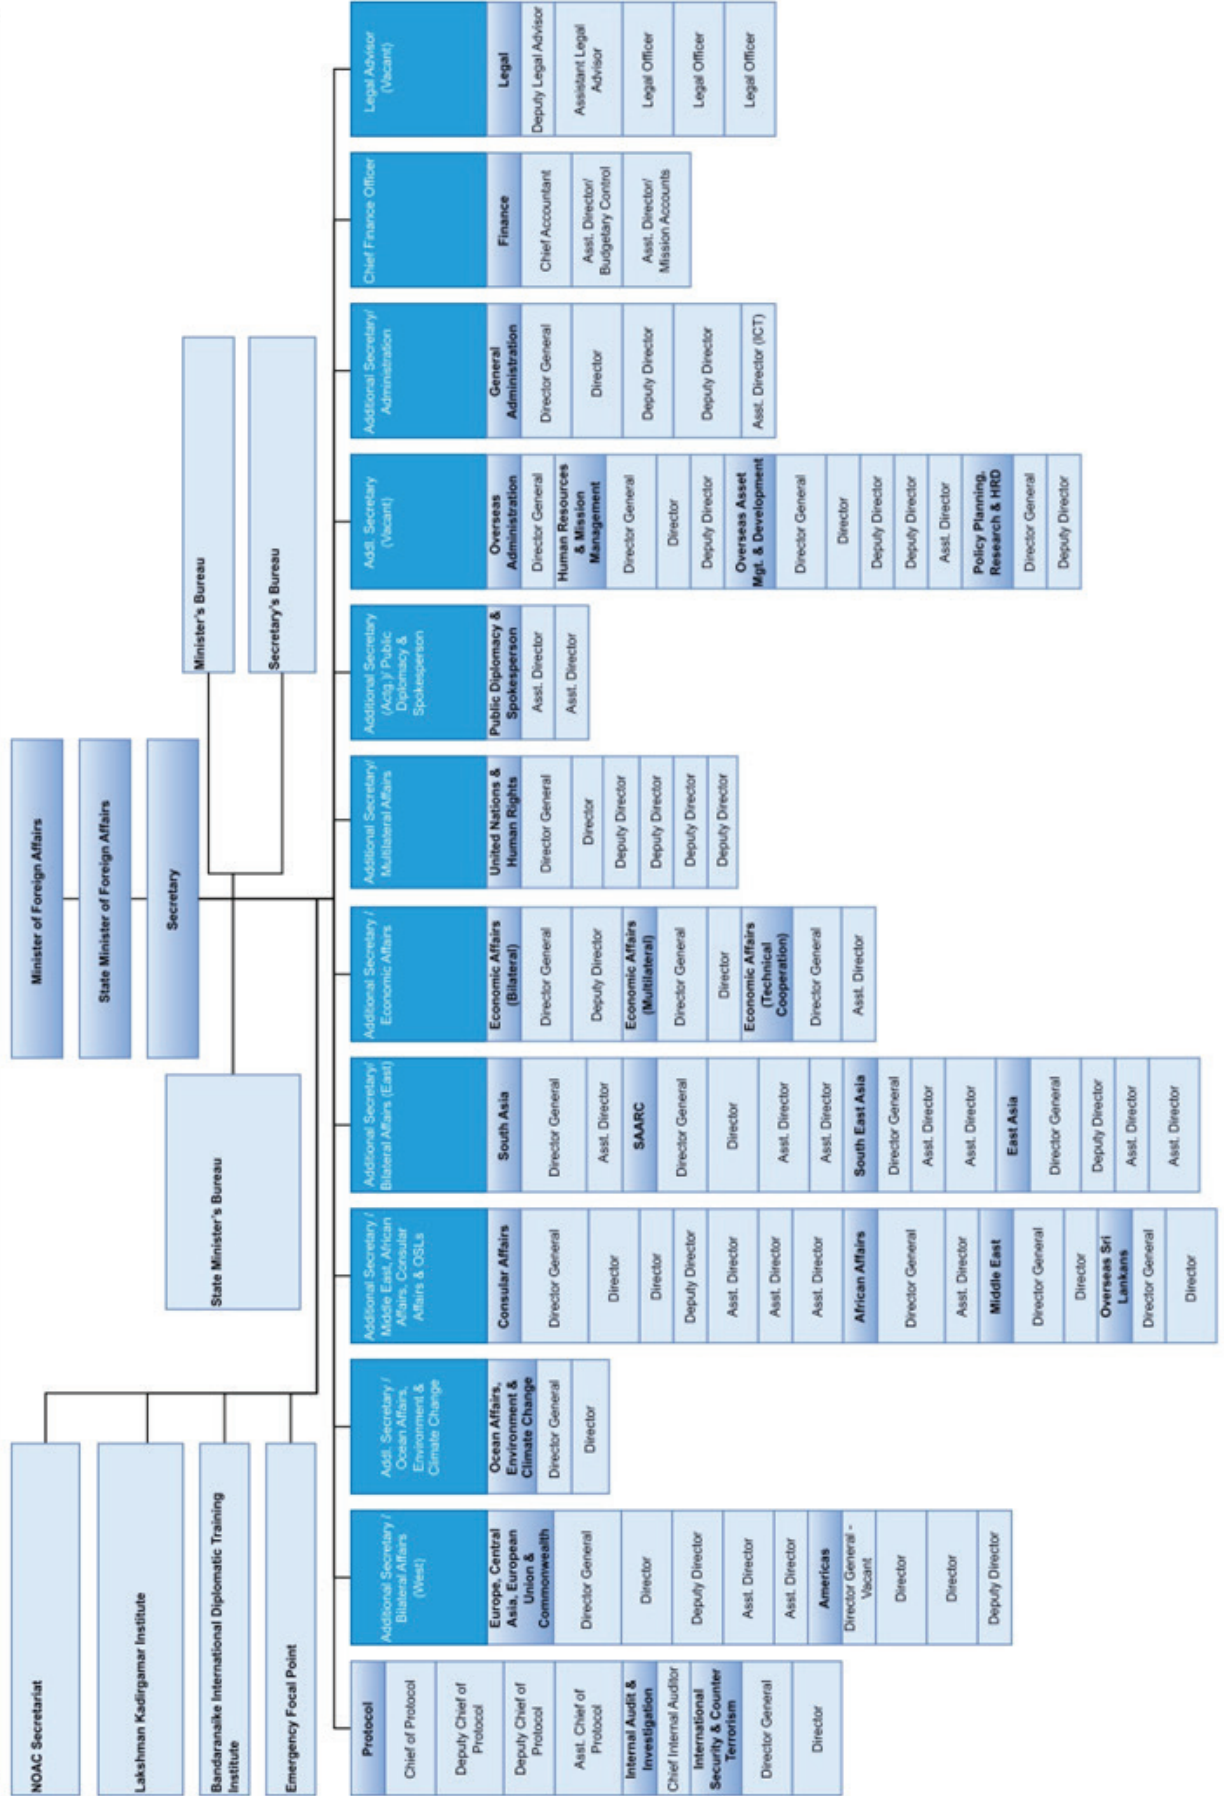 Minister of Foreign Affairs
State Minister of Foreign Affairs
Secretary
NOAC Secretariat
Lakshman Kadirgamar Institute
Bandaranaike International Diplomatic Training
Institute
Emergency Focal Point
State Minister's Bureau
Minister's Bureau
Secretary's Bureau
Protocol
Chief of Protocol
Deputy Chief of
Protocol
Deputy Chief of
Protocol
Asst. Chief of
Protocol
Internal Audit &
Investigation
Chief Internal Auditor
International
Security & Counter
Terrorism
Director General
Director
Additional Secretary /
Bilateral Affairs
(West)
Europe, Central
Asia, European
Union &
Commonwealth
Director General
Director
Deputy Director
Asst. Director
Asst. Director
Americas
Director General -
Vacant
Director
Director
Deputy Director
Addl. Secretary /
Ocean Affairs,
Environment &
Climate Change
Ocean Affairs,
Environment &
Climate Change
Director General
Director
Additional Secretary /
Middle East, African
Affairs, Consular
Affairs & OSLs
Consular Affairs
Director General
Director
Director
Deputy Director
Asst. Director
Asst. Director
Asst. Director
African Affairs
Director General
Asst. Director
Middle East
Director General
Director
Overseas Sri
Lankans
Director General
Director
Additional Secretary/
Bilateral Affairs (East)
South Asia
Director General
Asst. Director
SAARC
Director General
Director
Asst. Director
Asst. Director
South East Asia
Director General
Asst. Director
Asst. Director
East Asia
Director General
Deputy Director
Asst. Director
Asst. Director
Additional Secretary /
Economic Affairs
Economic Affairs
(Bilateral)
Director General
Deputy Director
Economic Affairs
(Multilateral)
Director General
Director
Economic Affairs
(Technical
Cooperation)
Director General
Asst. Director
Additional Secretary/
Multilateral Affairs
United Nations &
Human Rights
Director General
Director
Deputy Director
Deputy Director
Deputy Director
Deputy Director
Additional Secretary
(Actg.)/ Public
Diplomacy &
Spokesperson
Public Diplomacy &
Spokesperson
Asst. Director
Asst. Director
Addl. Secretary
(Vacant)
Overseas
Administration
Director General
Human Resources
& Mission
Management
Director General
Director
Deputy Director
Overseas Asset
Mgt. & Development
Director General
Director
Deputy Director
Deputy Director
Asst. Director
Policy Planning,
Research & HRD
Director General
Deputy Director
Additional Secretary/
Administration
General
Administration
Director General
Director
Deputy Director
Deputy Director
Asst. Director (ICT)
Chief Finance Officer
Finance
Chief Accountant
Asst. Director/
Budgetary Control
Asst. Director/
Mission Accounts
Legal Advisor
(Vacant)
Legal
Deputy Legal Advisor
Assistant Legal
Advisor
Legal Officer
Legal Officer
Legal Officer